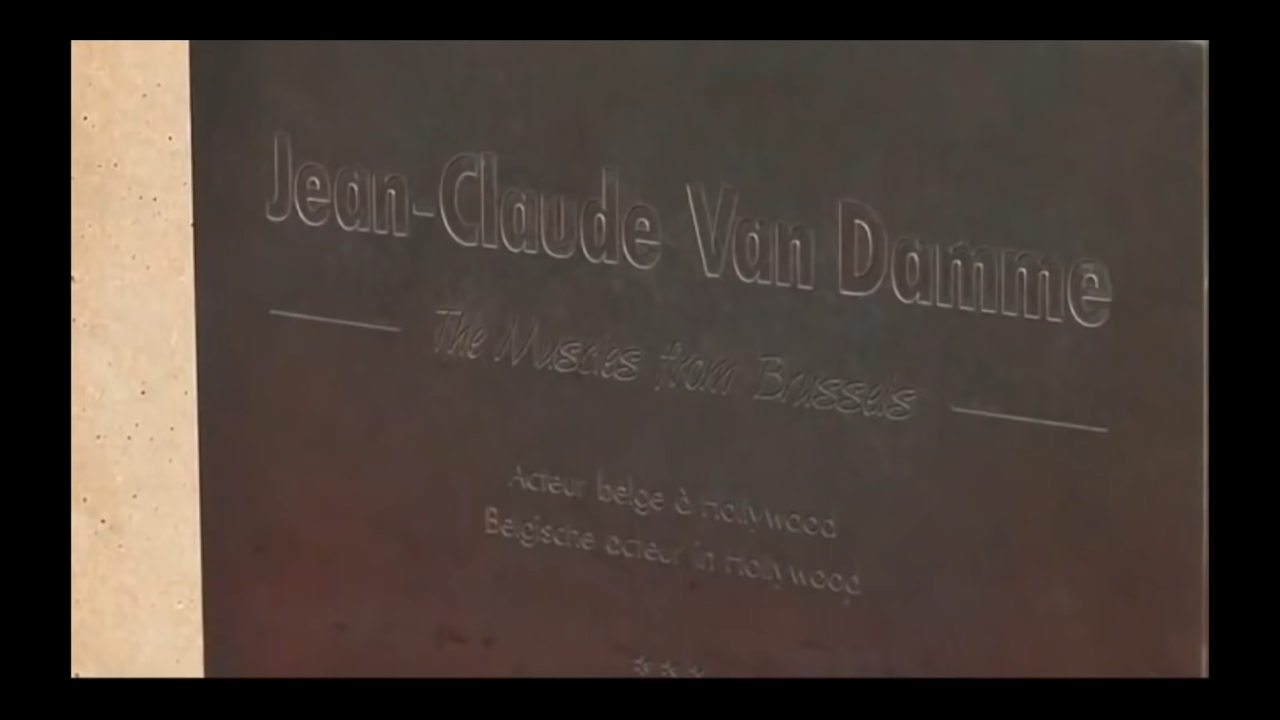 Jean-Claude Van Damme
The Muscles from Brussels
Acteur belge à Hollywood
Belgische acteur in Hollywood
* * *